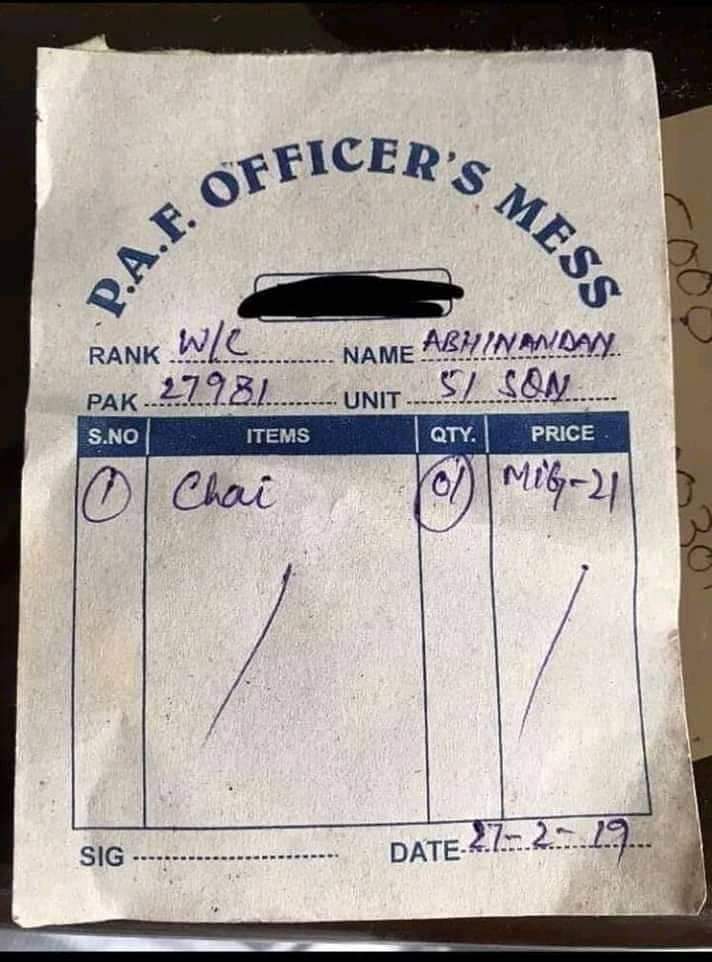 P.A.F. OFFICER'S MESS
RANK W/C NAME ABHINANDAN
PAK 27981 UNIT 51 SQN
S.NO ITEMS QTY. PRICE
1 Chai 01 MiG-21
SIG DATE 27-2-19